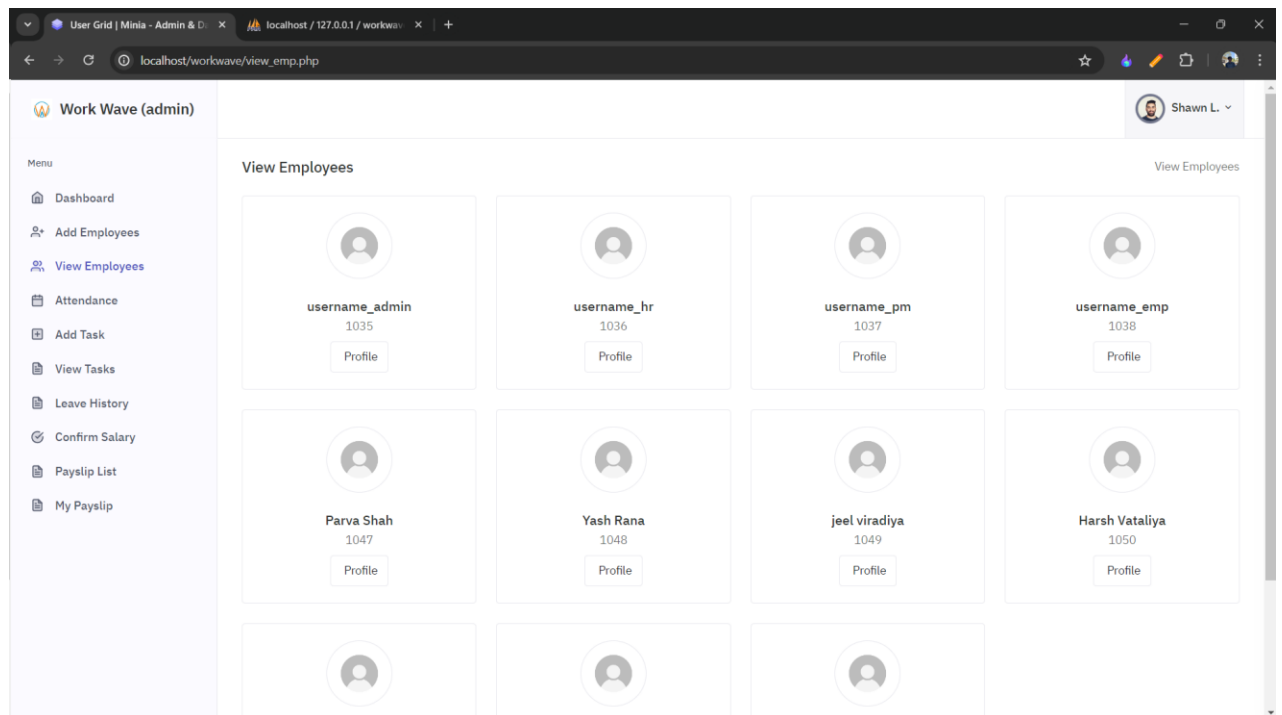 User Grid | Minia - Admin & Da
localhost / 127.0.0.1 / workwav
localhost/workwave/view_emp.php
Work Wave (admin)
Shawn L.
Menu
Dashboard
Add Employees
View Employees
Attendance
Add Task
View Tasks
Leave History
Confirm Salary
Payslip List
My Payslip
View Employees
View Employees
username_admin
1035
Profile
username_hr
1036
Profile
username_pm
1037
Profile
username_emp
1038
Profile
Parva Shah
1047
Profile
Yash Rana
1048
Profile
jeel viradiya
1049
Profile
Harsh Vataliya
1050
Profile